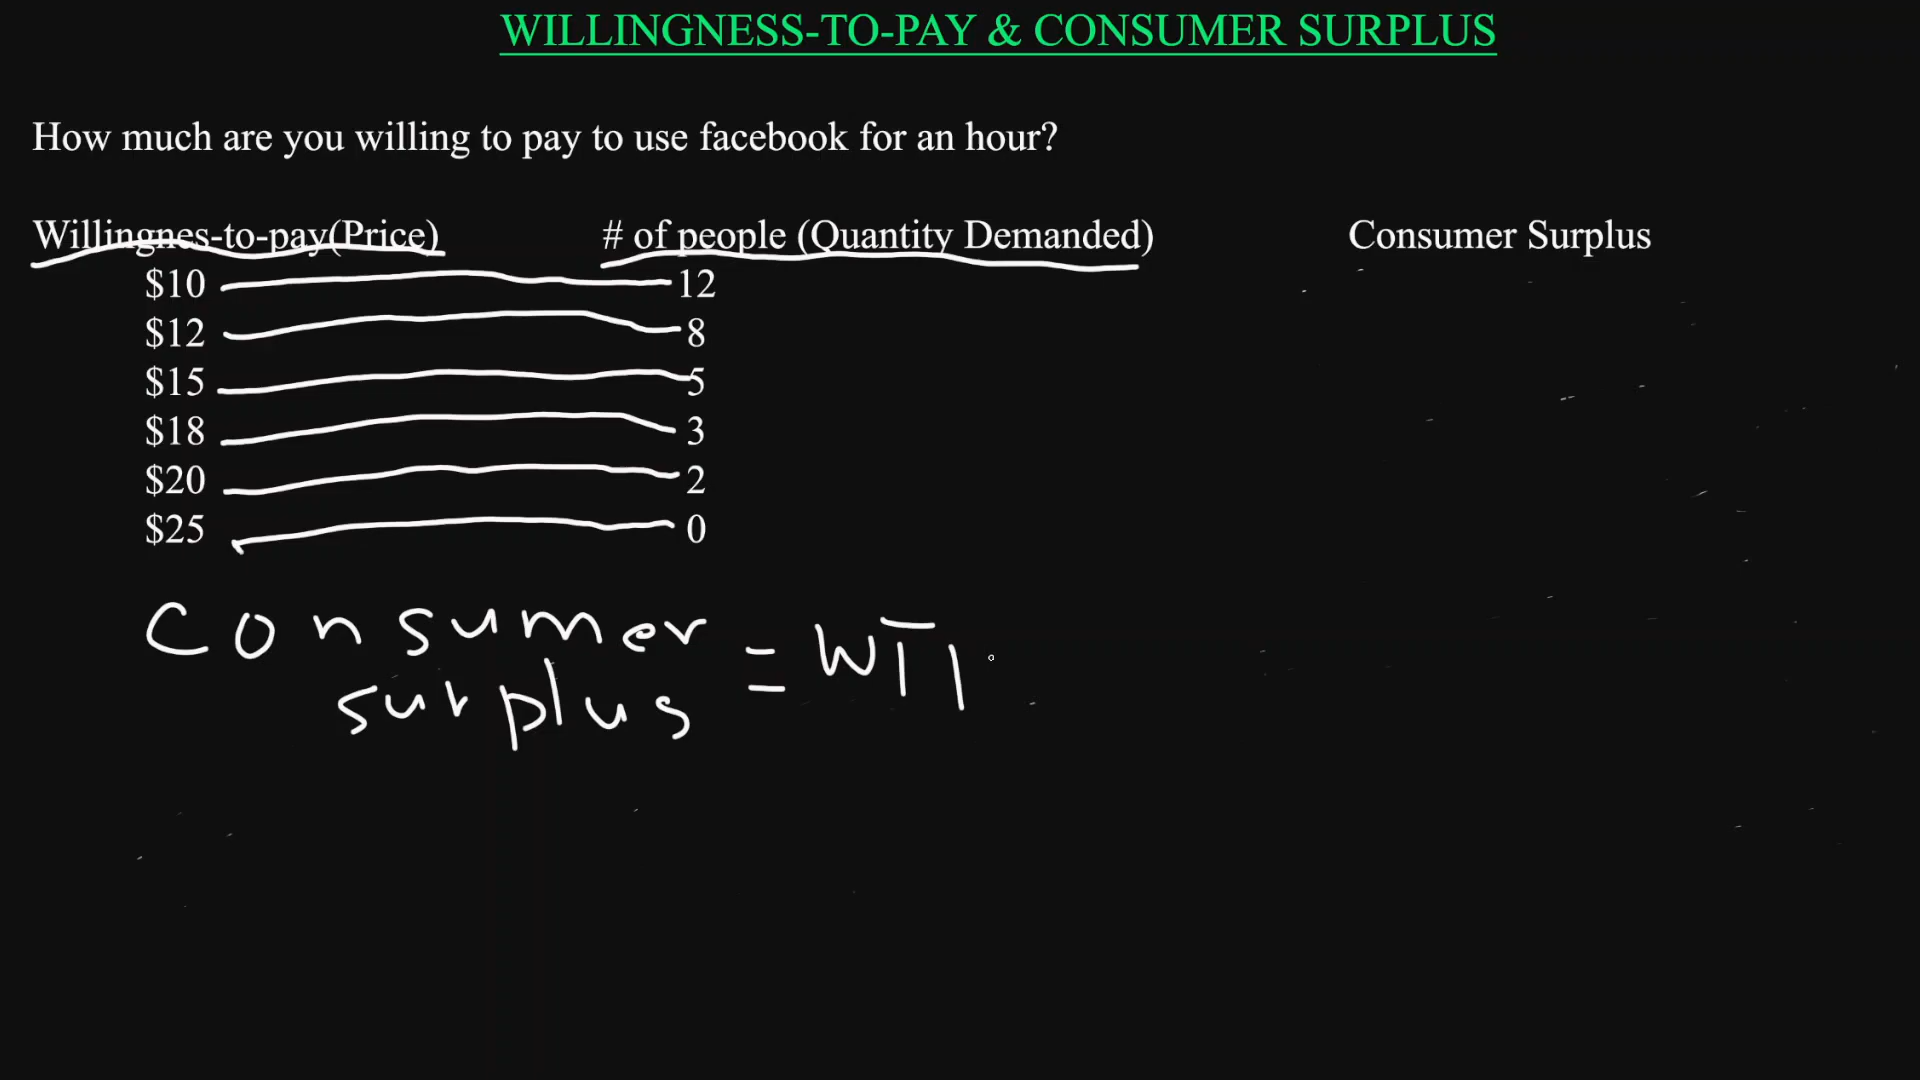 WILLINGNESS-TO-PAY & CONSUMER SURPLUS
How much are you willing to pay to use facebook for an hour?
Willingnes-to-pay(Price) # of people (Quantity Demanded) Consumer Surplus
$10 12
$12 8
$15 5
$18 3
$20 2
$25 0
Consumer
surplus = WT